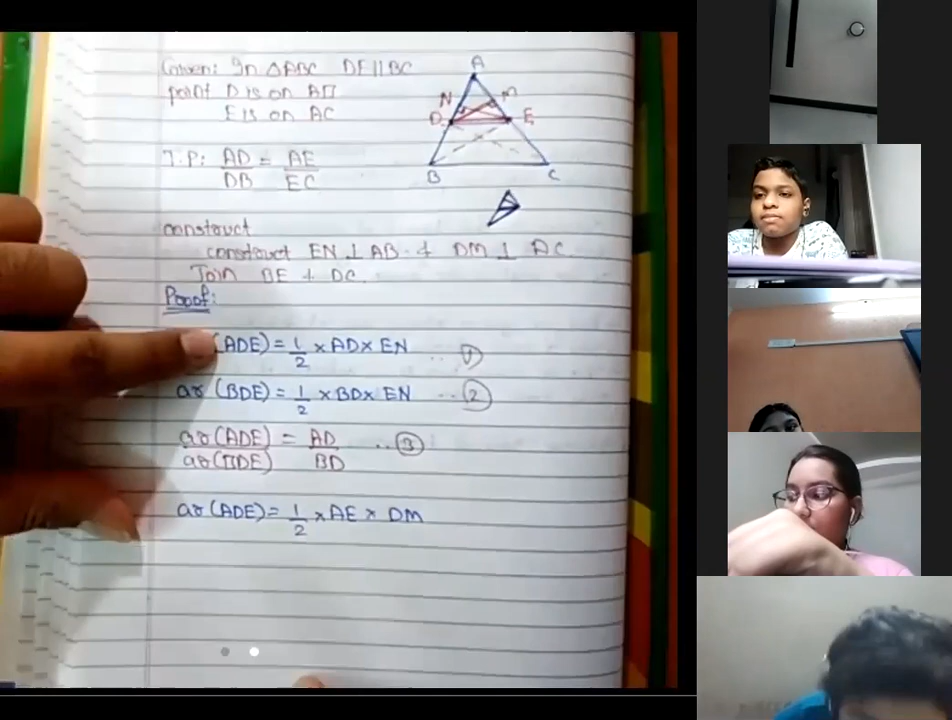 Given: In △ABC DE||BC
point D is on AB
E is on AC
T.P: AD/DB = AE/EC
construct
construct EN ⊥ AB. & DM ⊥ AC
Join BE & DC.
Proof:
(ADE) = 1/2 × AD × EN .. ①
ar (BDE) = 1/2 × BD × EN .. ②
ar(ADE)/ar(BDE) = AD/BD .. ③
ar (ADE) = 1/2 × AE × DM
A
N
M
D
E
B
C